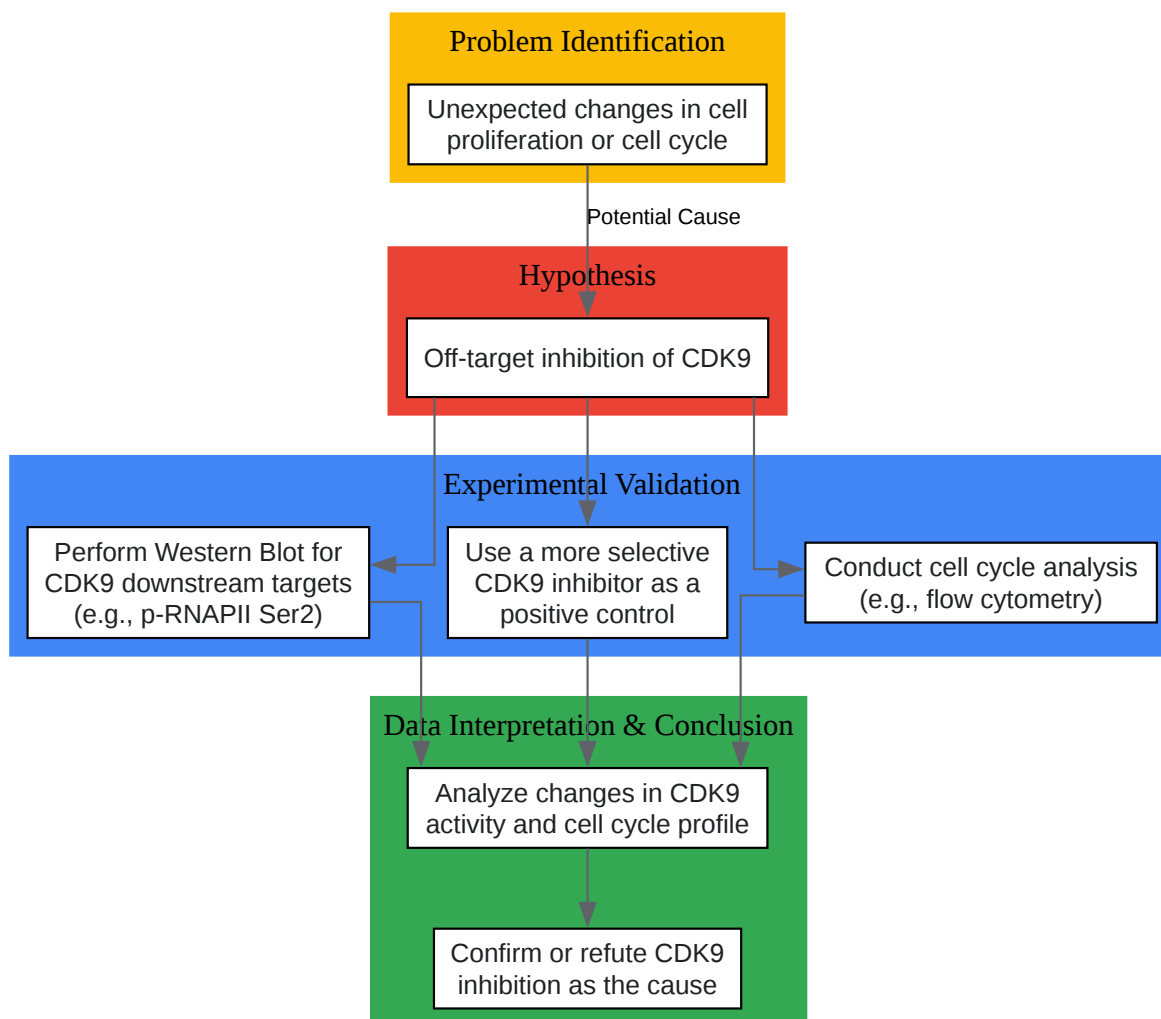 Problem Identification
Unexpected changes in cell
proliferation or cell cycle
Potential Cause
Hypothesis
Off-target inhibition of CDK9
Experimental Validation
Perform Western Blot for
CDK9 downstream targets
(e.g., p-RNAPII Ser2)
Use a more selective
CDK9 inhibitor as a
positive control
Conduct cell cycle analysis
(e.g., flow cytometry)
Data Interpretation & Conclusion
Analyze changes in CDK9
activity and cell cycle profile
Confirm or refute CDK9
inhibition as the cause